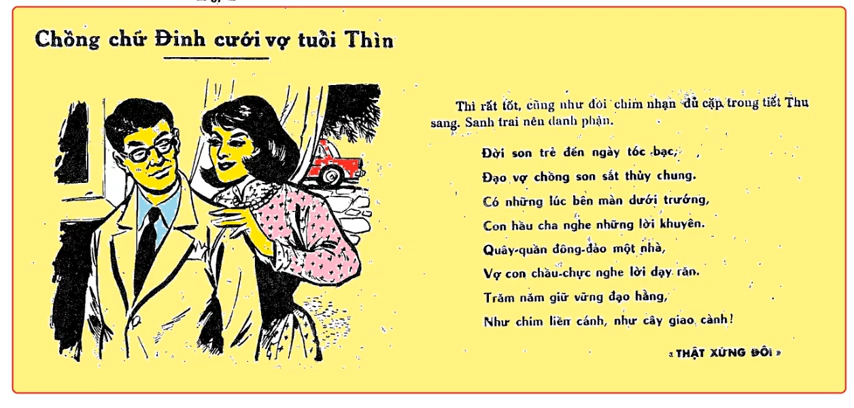 Chồng chữ Đinh cưới vợ tuổi Thìn
Thì rất tốt, cũng như đôi chim nhạn đủ cặp trong tiết Thu
sang. Sanh trai nên danh phận.
Đời son trẻ đến ngày tóc bạc,
Đạo vợ chồng son sắt thủy chung.
Có những lúc bên màn dưới trướng,
Con hầu cha nghe những lời khuyên.
Quây-quần đông-đảo một nhà,
Vợ con chầu-chực nghe lời dạy răn.
Trăm năm giữ vững đạo hằng,
Như chim liền cánh, như cây giao cành!
«THẬT XỨNG ĐÔI»